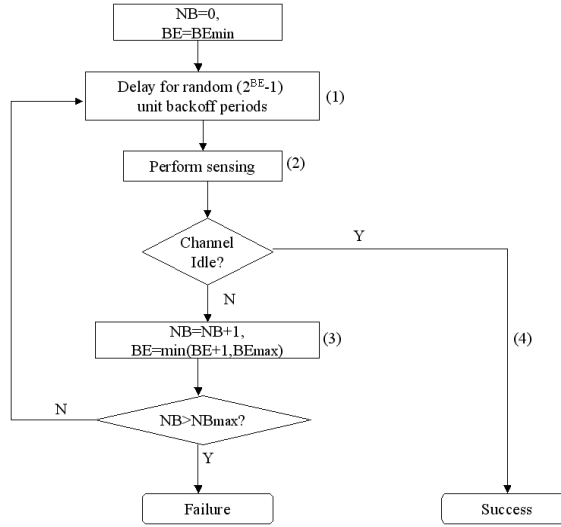 NB=0,
BE=BEmin
Delay for random (2^BE-1)
unit backoff periods
(1)
Perform sensing
(2)
Channel
Idle?
Y
N
NB=NB+1,
BE=min(BE+1,BEmax)
(3)
(4)
N
NB>NBmax?
Y
Failure
Success